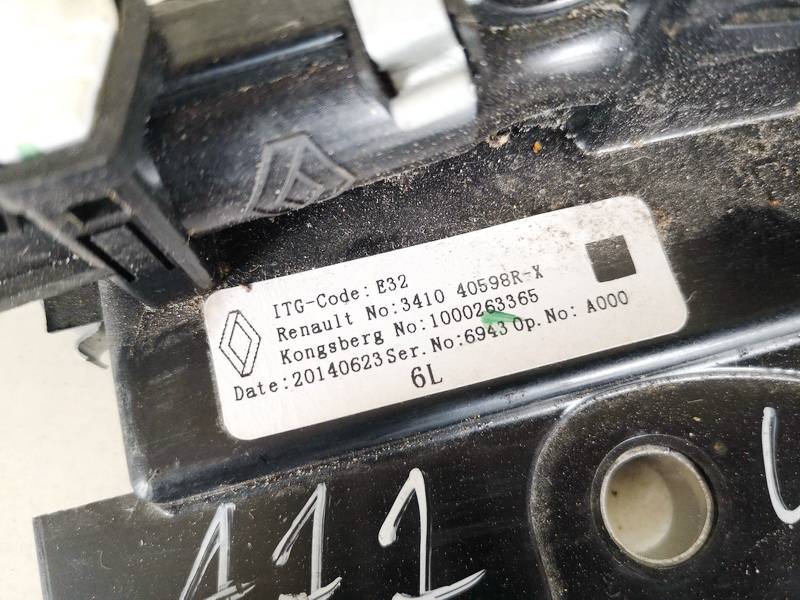 ITG-Code: E32
Renault No:3410 40598R-X
Kongsberg No:1000263365
Date:20140623 Ser. No:6943 Op. No: A000
6L
111